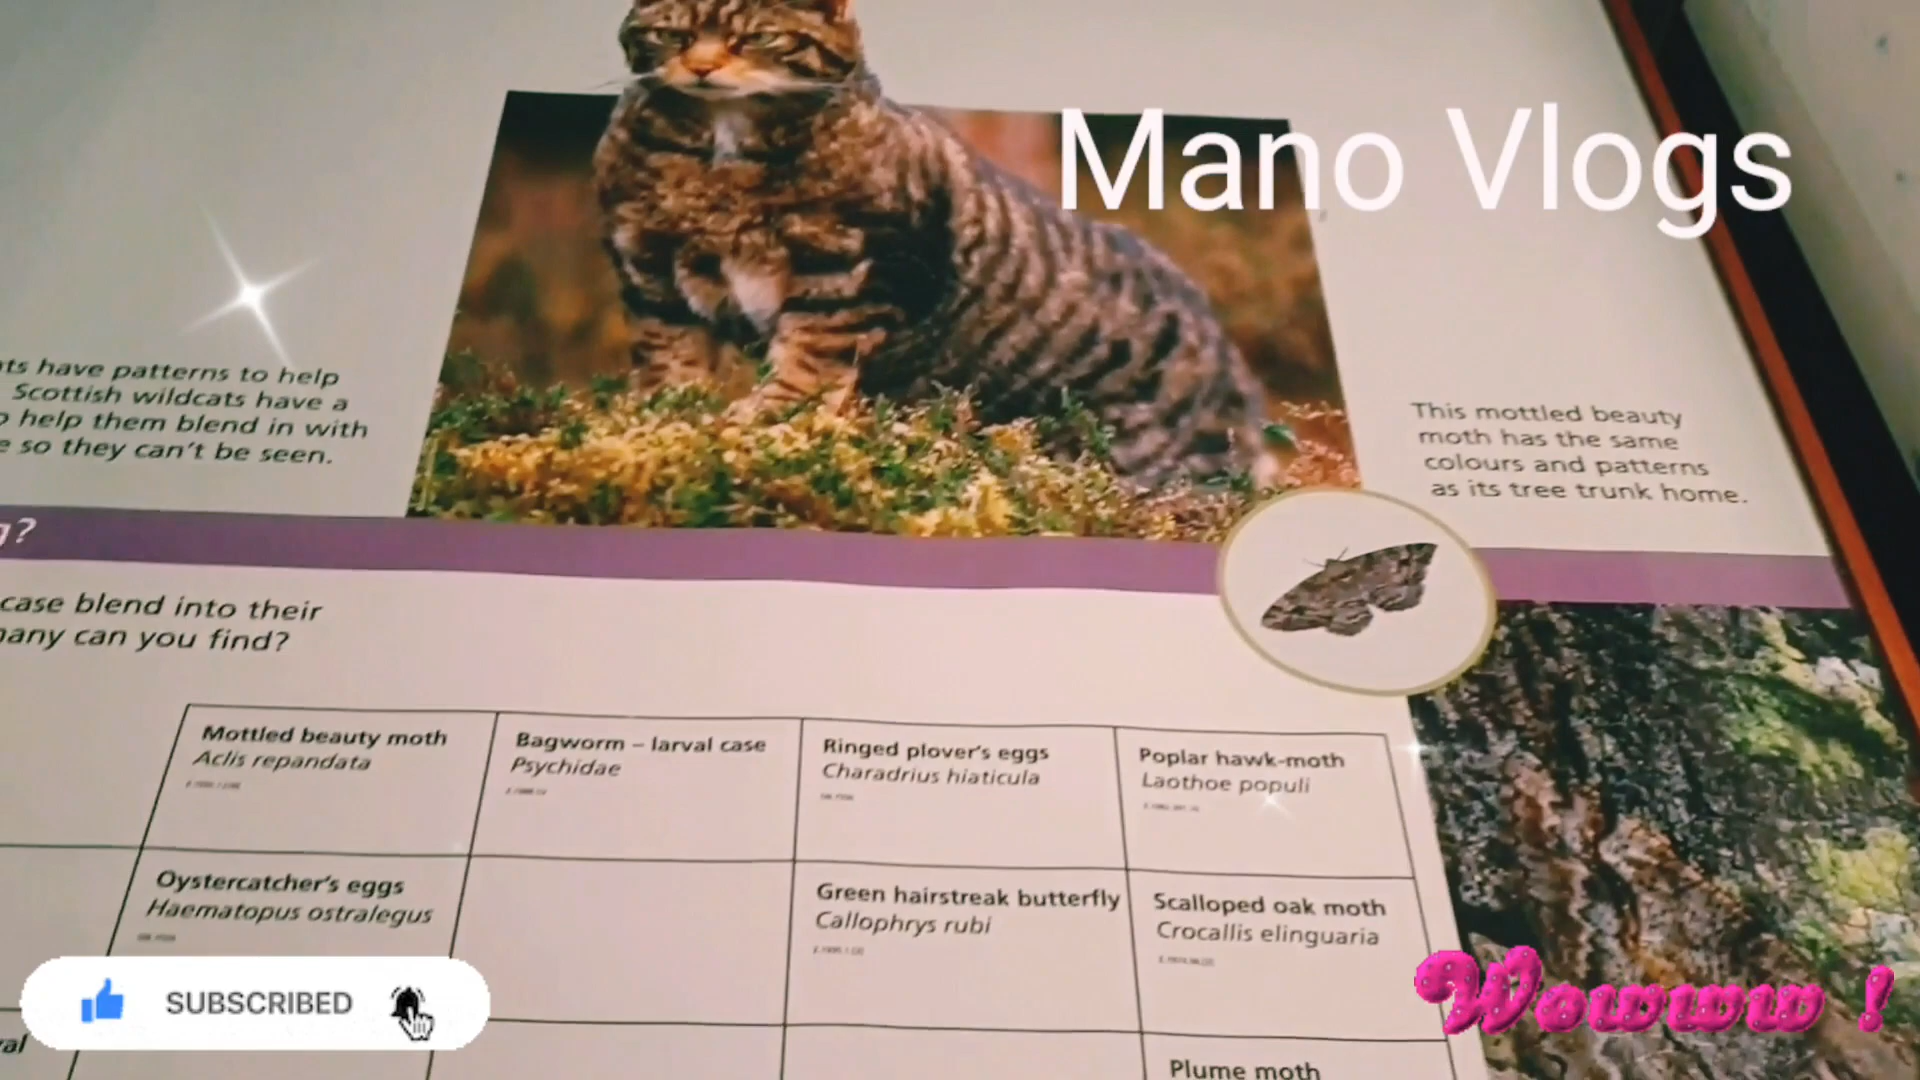 Mano Vlogs
ts have patterns to help
Scottish wildcats have a
help them blend in with
so they can't be seen.
This mottled beauty
moth has the same
colours and patterns
as its tree trunk home.
?
case blend into their
many can you find?
Mottled beauty moth
Aclis repandata
Bagworm – larval case
Psychidae
Ringed plover's eggs
Charadrius hiaticula
Poplar hawk-moth
Laothoe populi
Oystercatcher's eggs
Haematopus ostralegus
Green hairstreak butterfly
Callophrys rubi
Scalloped oak moth
Crocallis elinguaria
Plume moth
SUBSCRIBED
Wowww !